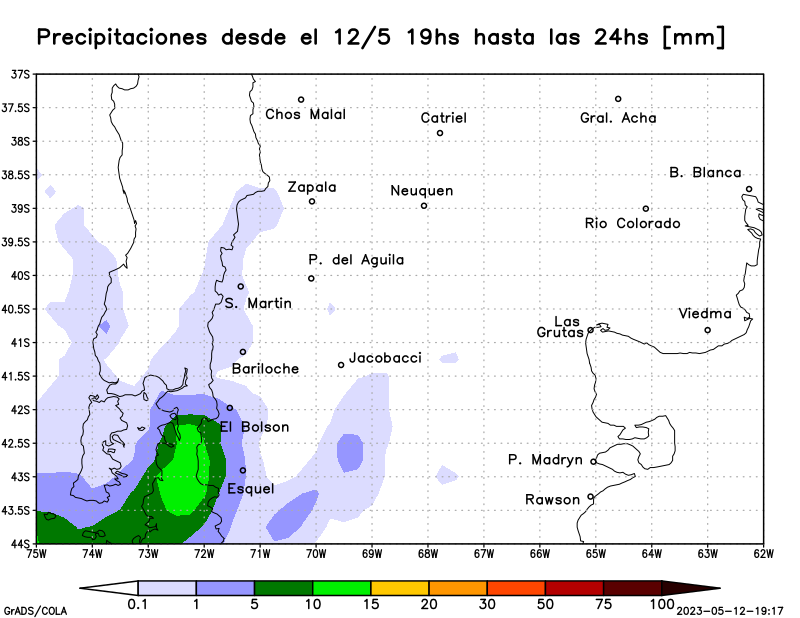 Precipitaciones desde el 12/5 19hs hasta las 24hs [mm]
37S
37.5S
38S
38.5S
39S
39.5S
40S
40.5S
41S
41.5S
42S
42.5S
43S
43.5S
44S
Chos Malal
Catriel
Gral. Acha
B. Blanca
Zapala
Neuquen
Rio Colorado
P. del Aguila
S. Martin
Viedma
Las
Grutas
Bariloche
Jacobacci
El Bolson
P. Madryn
Esquel
Rawson
75W 74W 73W 72W 71W 70W 69W 68W 67W 66W 65W 64W 63W 62W
0.1 1 5 10 15 20 30 50 75 100
GrADS/COLA
2023-05-12-19:17